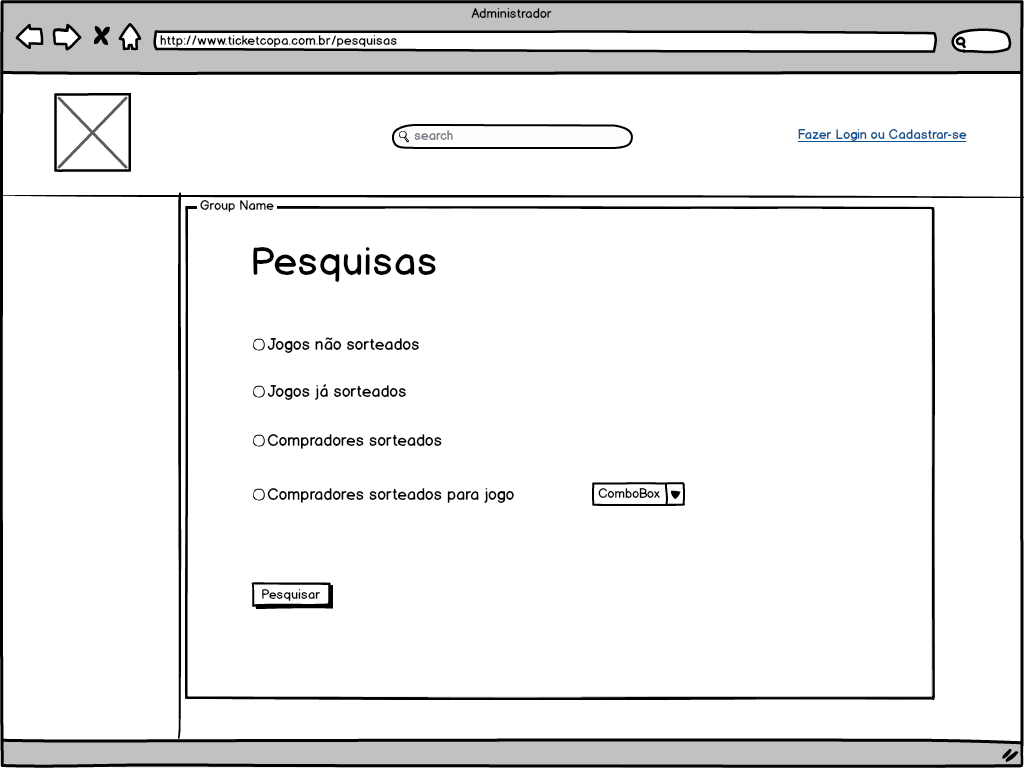 Administrador
http://www.ticketcopa.com.br/pesquisas
search
Fazer Login ou Cadastrar-se
Group Name
Pesquisas
Jogos não sorteados
Jogos já sorteados
Compradores sorteados
Compradores sorteados para jogo
ComboBox
Pesquisar